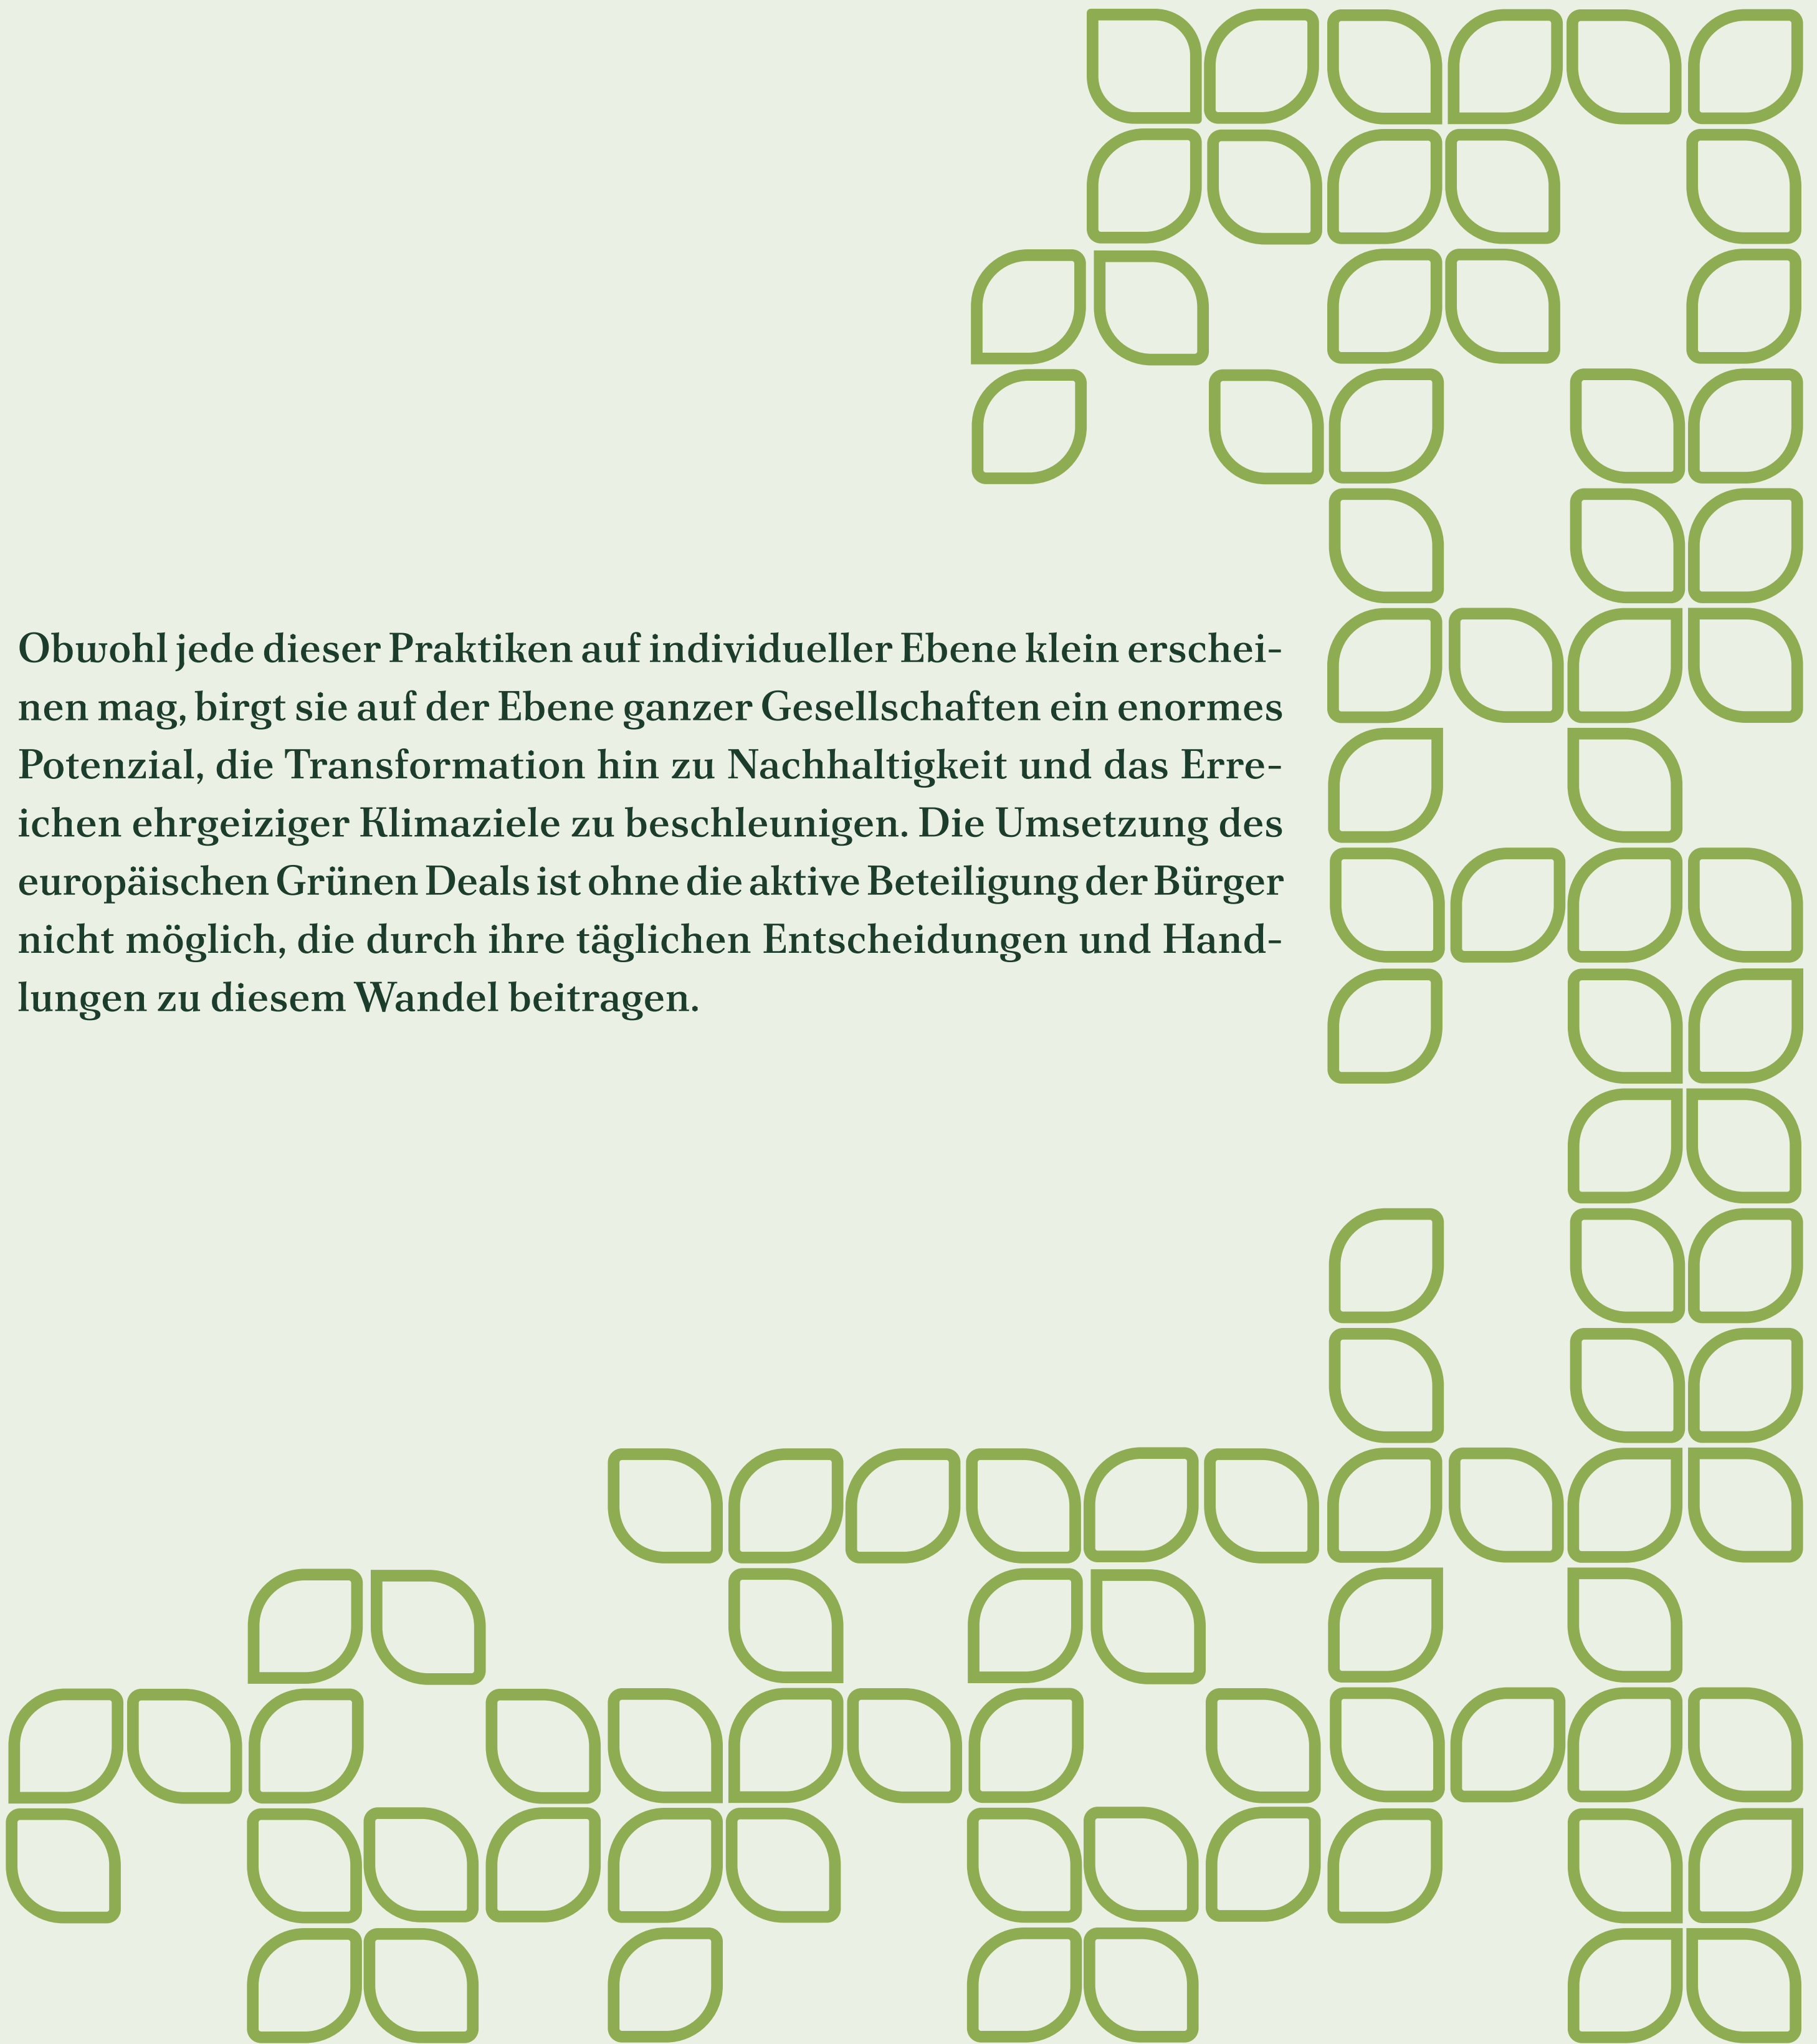 Obwohl jede dieser Praktiken auf individueller Ebene klein erschei-
nen mag, birgt sie auf der Ebene ganzer Gesellschaften ein enormes
Potenzial, die Transformation hin zu Nachhaltigkeit und das Erre-
ichen ehrgeiziger Klimaziele zu beschleunigen. Die Umsetzung des
europäischen Grünen Deals ist ohne die aktive Beteiligung der Bürger
nicht möglich, die durch ihre täglichen Entscheidungen und Hand-
lungen zu diesem Wandel beitragen.